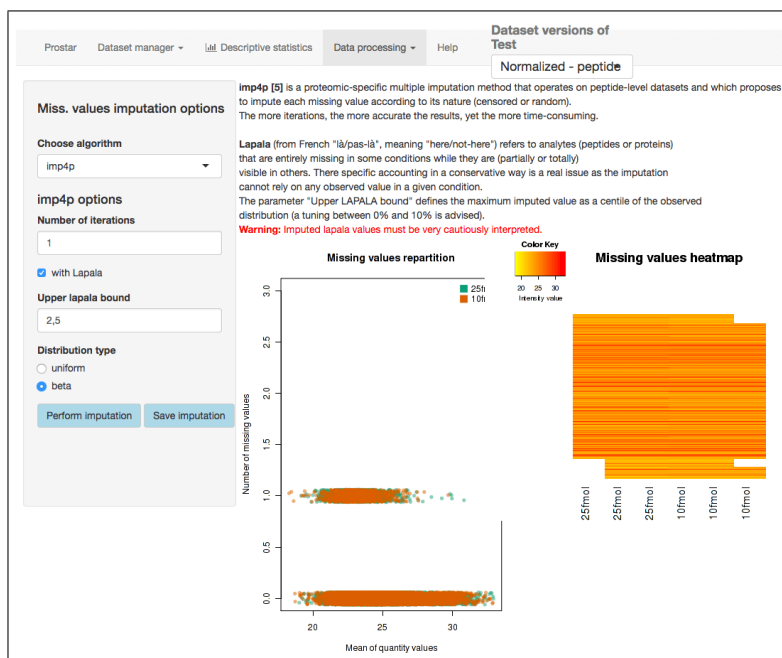 Prostar
Dataset manager
Descriptive statistics
Data processing
Help
Dataset versions of
Test
Normalized - peptide
Miss. values imputation options
Choose algorithm
imp4p
imp4p options
Number of iterations
1
with Lapala
Upper lapala bound
2,5
Distribution type
uniform
beta
Perform imputation
Save imputation
imp4p [5] is a proteomic-specific multiple imputation method that operates on peptide-level datasets and which proposes
to impute each missing value according to its nature (censored or random).
The more iterations, the more accurate the results, yet the more time-consuming.
Lapala (from French "là/pas-là", meaning "here/not-here") refers to analytes (peptides or proteins)
that are entirely missing in some conditions while they are (partially or totally)
visible in others. There specific accounting in a conservative way is a real issue as the imputation
cannot rely on any observed value in a given condition.
The parameter "Upper LAPALA bound" defines the maximum imputed value as a centile of the observed
distribution (a tuning between 0% and 10% is advised).
Warning: Imputed lapala values must be very cautiously interpreted.
Missing values repartition
25f
10f
3.0
2.5
2.0
1.5
1.0
0.5
0.0
Number of missing values
20 25 30
Mean of quantity values
Color Key
20 25 30
Intensity value
Missing values heatmap
25fmol
25fmol
25fmol
10fmol
10fmol
10fmol